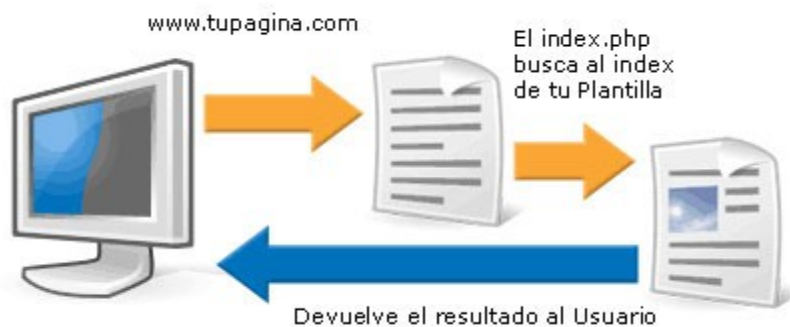 www.tupagina.com
El index.php
busca al index
de tu Plantilla
Devuelve el resultado al Usuario